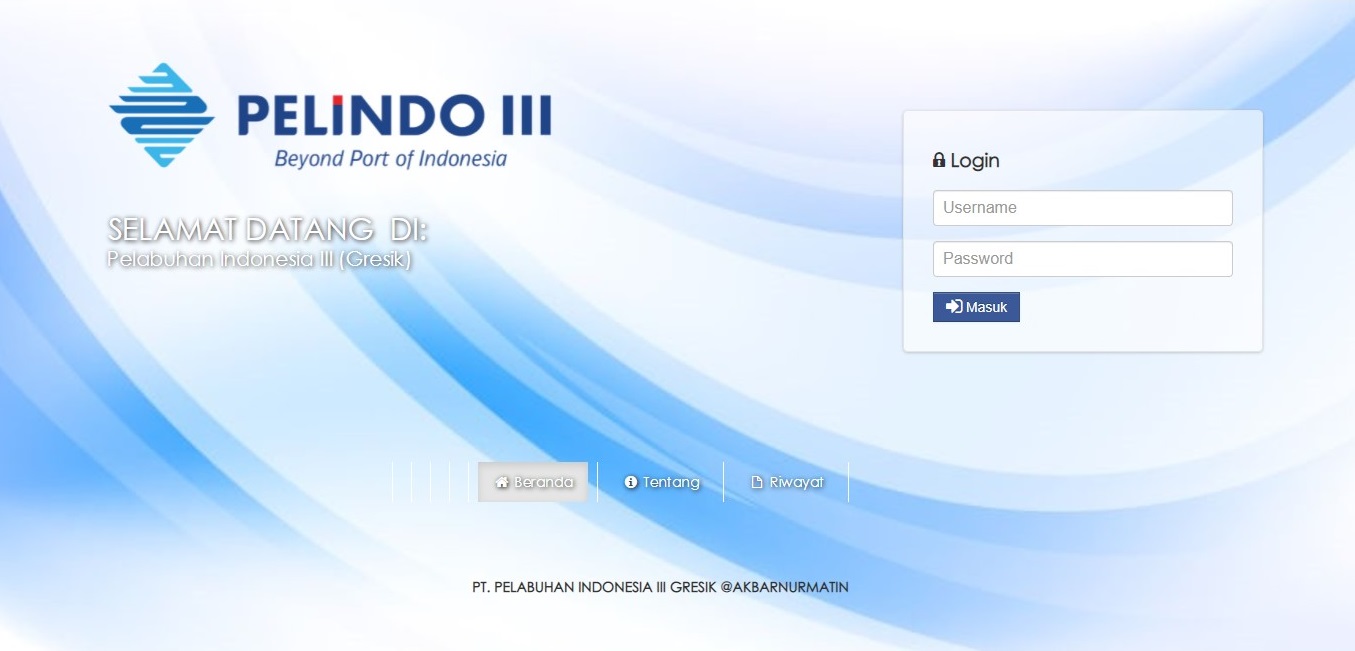 PELINDO III
Beyond Port of Indonesia
SELAMAT DATANG DI:
Pelabuhan Indonesia III (Gresik)
Login
Username
Password
Masuk
Beranda
Tentang
Riwayat
PT. PELABUHAN INDONESIA III GRESIK @AKBARNURMATIN